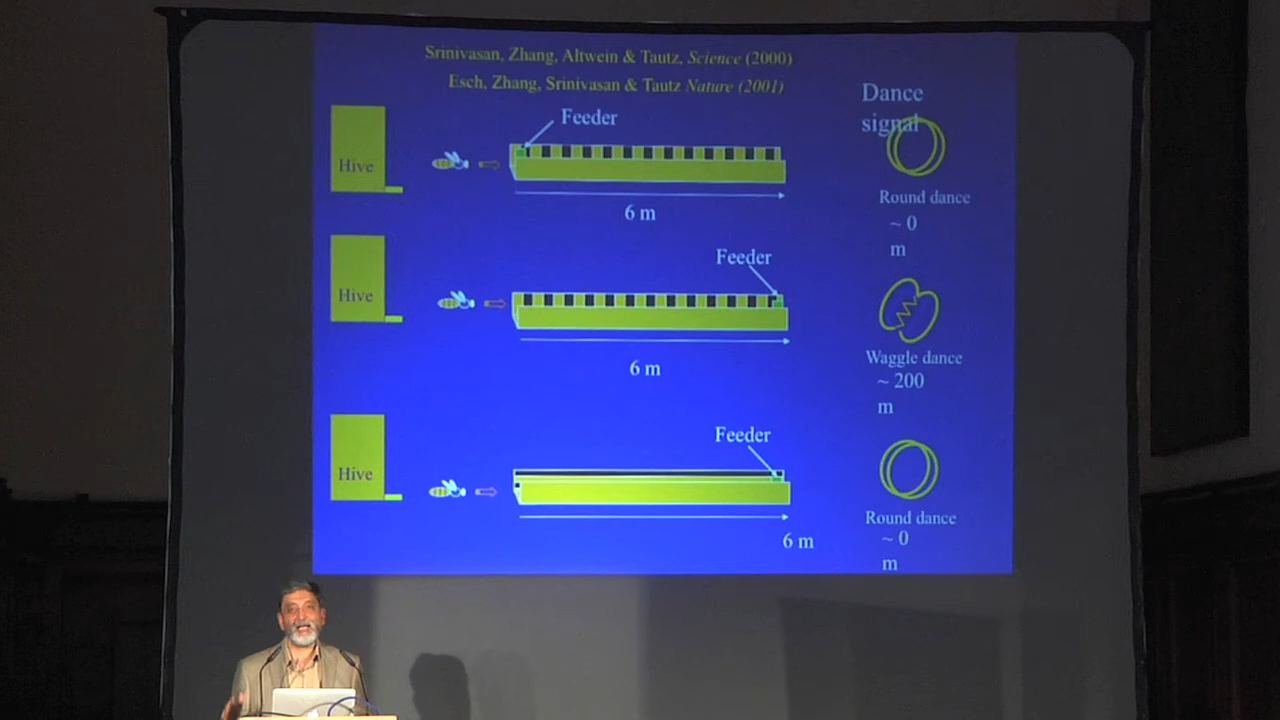 Srinivasan, Zhang, Altwein & Tautz, Science (2000)
Esch, Zhang, Srinivasan & Tautz Nature (2001)
Dance
signal
Feeder
Hive
6 m
Round dance
~ 0
m
Feeder
Hive
6 m
Waggle dance
~ 200
m
Feeder
Hive
6 m
Round dance
~ 0
m